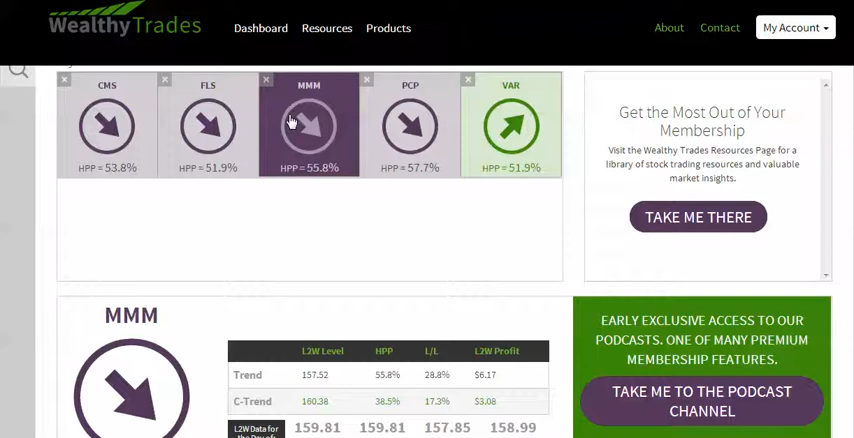 WealthyTrades
Dashboard Resources Products
About Contact My Account
CMS FLS MMM PCP VAR
HPP = 53.8% HPP = 51.9% HPP = 55.8% HPP = 57.7% HPP = 51.9%
Get the Most Out of Your
Membership
Visit the Wealthy Trades Resources Page for a
library of stock trading resources and valuable
market insights.
TAKE ME THERE
MMM
L2W Level HPP L/L L2W Profit
Trend 157.52 55.8% 28.8% $6.17
C-Trend 160.38 38.5% 17.3% $3.08
L2W Data for
the Day of:
159.81 159.81 157.85 158.99
EARLY EXCLUSIVE ACCESS TO OUR
PODCASTS. ONE OF MANY PREMIUM
MEMBERSHIP FEATURES.
TAKE ME TO THE PODCAST
CHANNEL